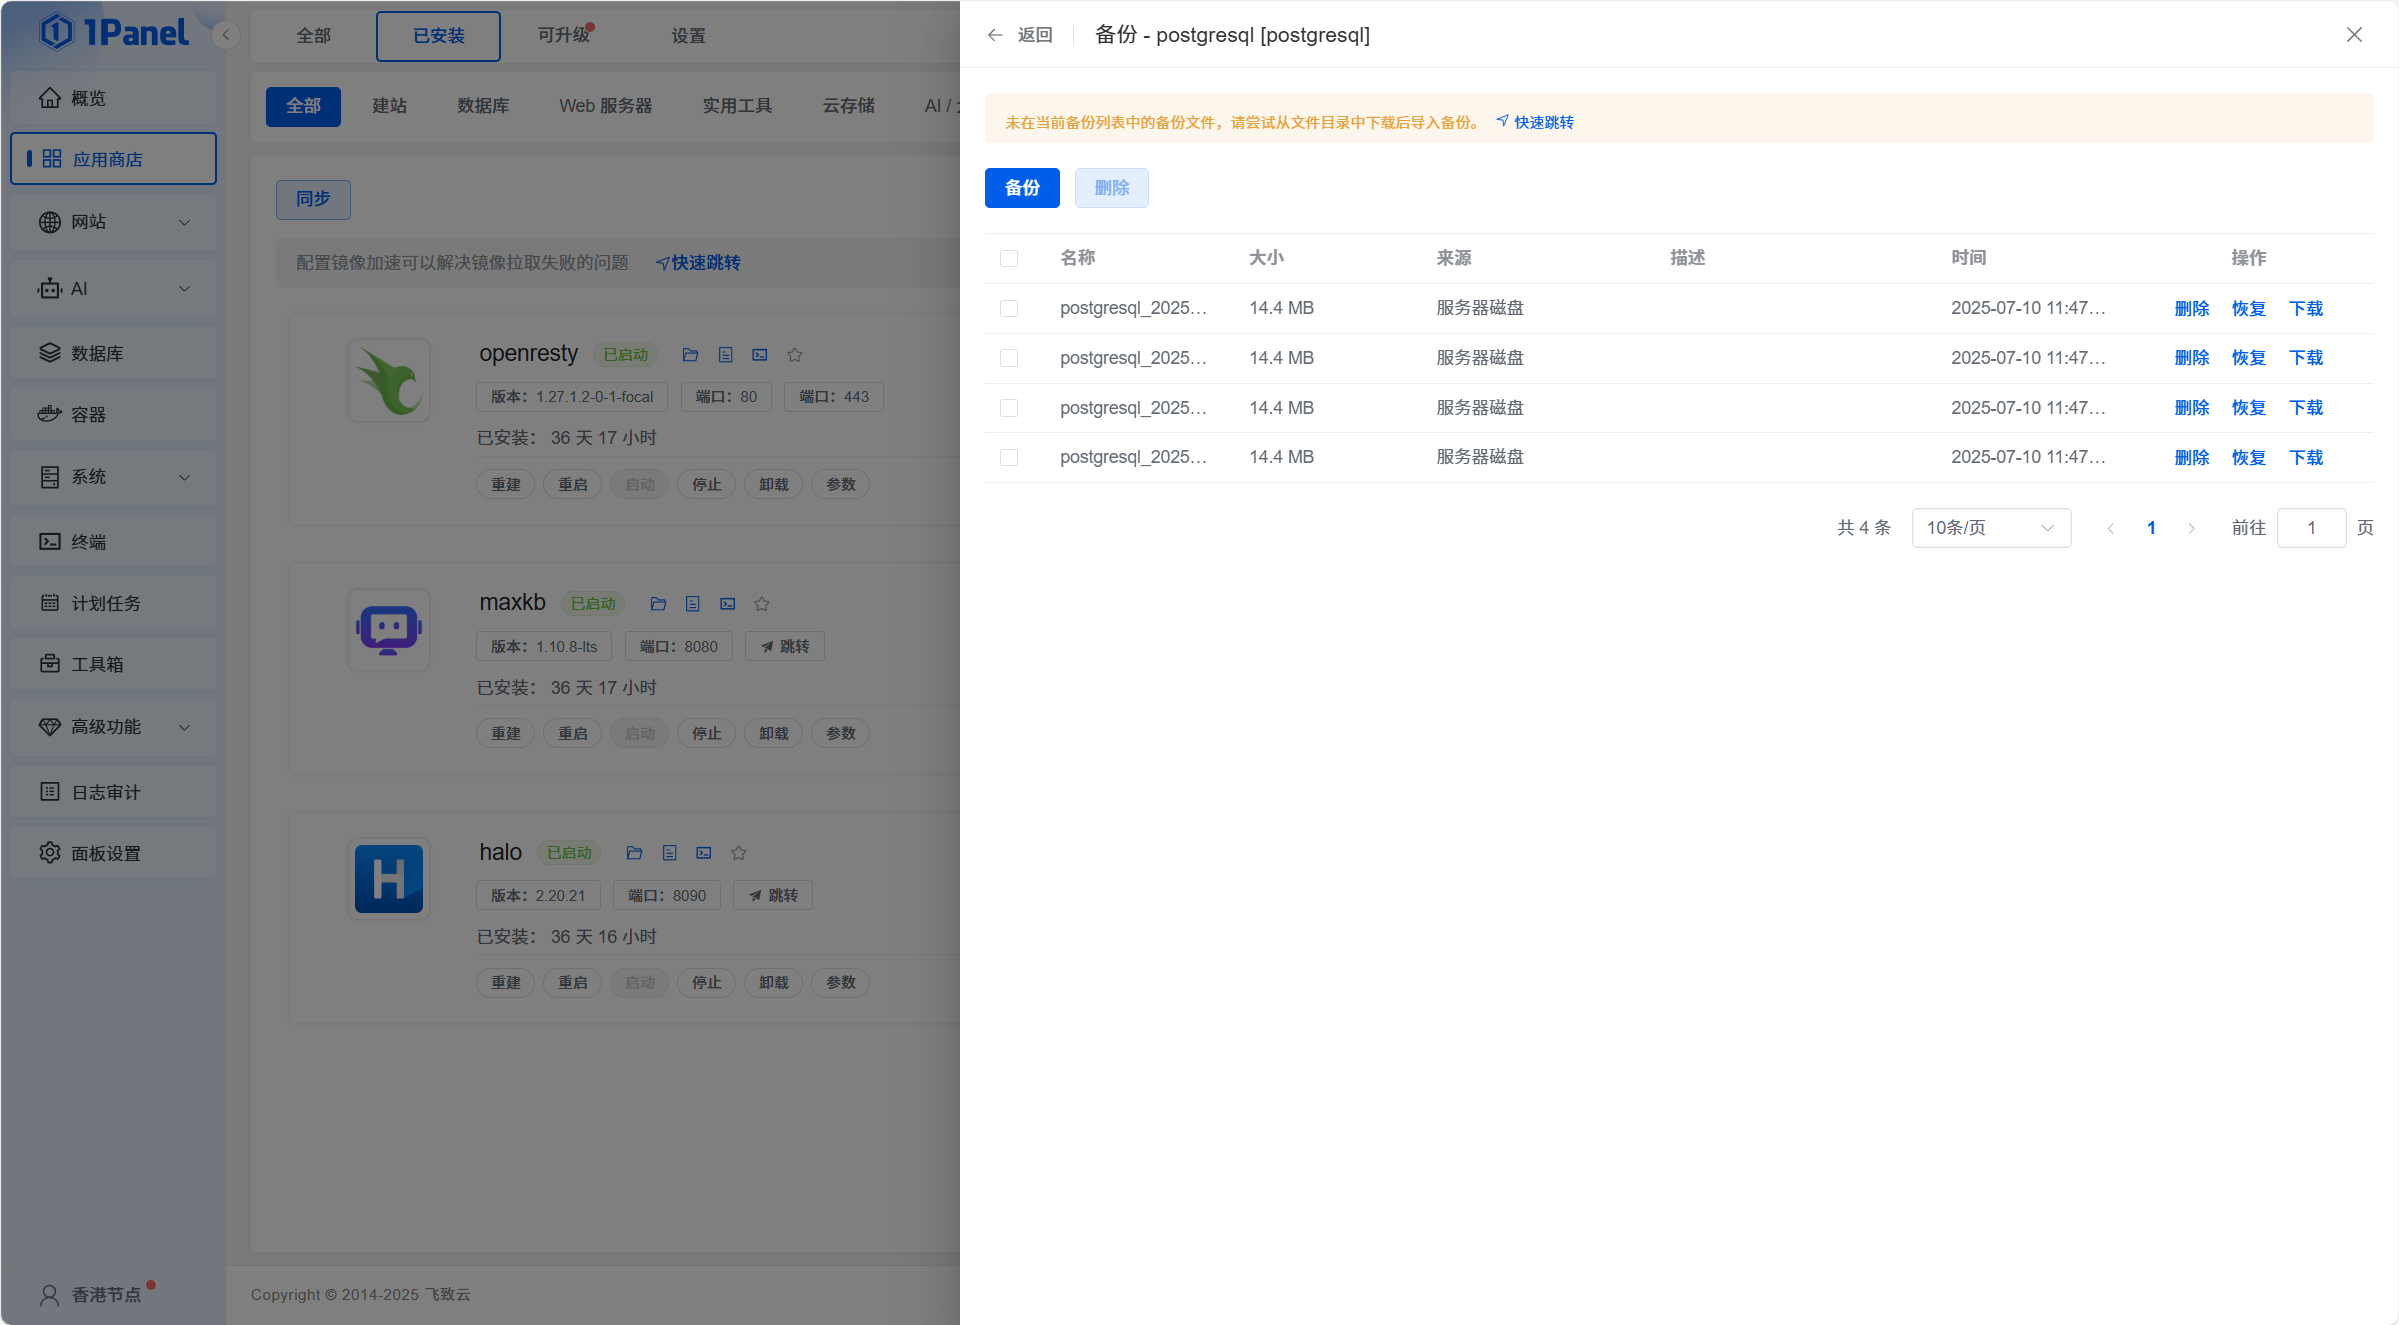 1Panel
概览
应用商店
网站
AI
数据库
容器
系统
终端
计划任务
工具箱
高级功能
日志审计
面板设置
香港节点
全部 已安装 可升级 设置
全部 建站 数据库 Web 服务器 实用工具 云存储 AI /
同步
配置镜像加速可以解决镜像拉取失败的问题 快速跳转
openresty 已启动
版本：1.27.1.2-0-1-focal 端口：80 端口：443
已安装： 36 天 17 小时
重建 重启 启动 停止 卸载 参数
maxkb 已启动
版本：1.10.8-lts 端口：8080 跳转
已安装： 36 天 17 小时
重建 重启 启动 停止 卸载 参数
halo 已启动
版本：2.20.21 端口：8090 跳转
已安装： 36 天 16 小时
重建 重启 启动 停止 卸载 参数
Copyright © 2014-2025 飞致云
返回 备份 - postgresql [postgresql]
未在当前备份列表中的备份文件，请尝试从文件目录中下载后导入备份。 快速跳转
备份 删除
名称 大小 来源 描述 时间 操作
postgresql_2025... 14.4 MB 服务器磁盘 2025-07-10 11:47... 删除 恢复 下载
postgresql_2025... 14.4 MB 服务器磁盘 2025-07-10 11:47... 删除 恢复 下载
postgresql_2025... 14.4 MB 服务器磁盘 2025-07-10 11:47... 删除 恢复 下载
postgresql_2025... 14.4 MB 服务器磁盘 2025-07-10 11:47... 删除 恢复 下载
共 4 条 10条/页 1 前往 1 页